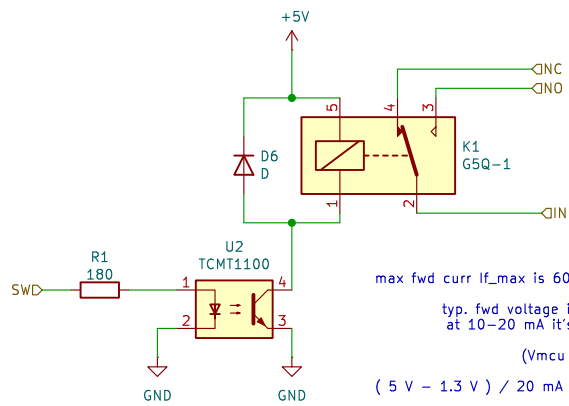 +5V
NC
NO
5
4
3
D6
D
K1
G5Q-1
1
2
IN
U2
TCMT1100
R1
180
SW
1
4
2
3
max fwd curr If_max is 60
typ. fwd voltage
at 10-20 mA it's
(Vmcu
( 5 V - 1.3 V ) / 20 mA
GND
GND